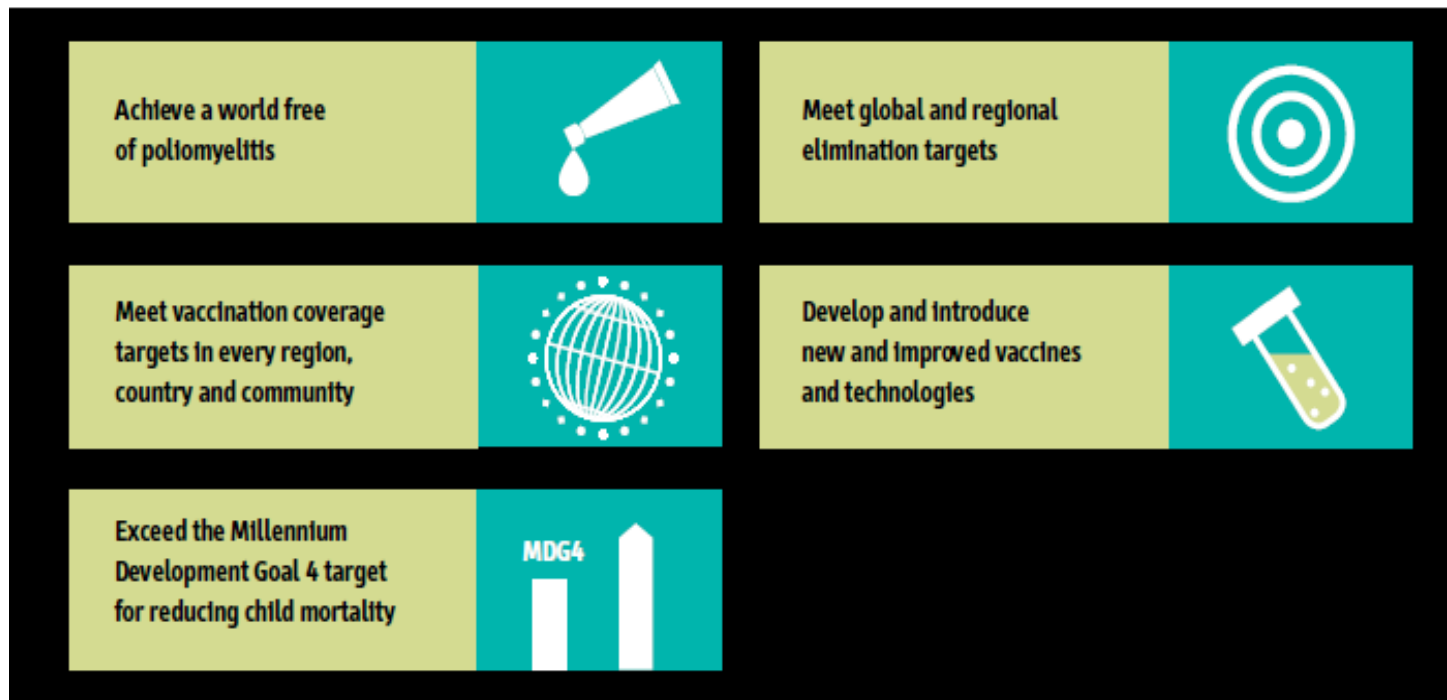 Achieve a world free
of poliomyelitis
Meet global and regional
elimination targets
Meet vaccination coverage
targets in every region,
country and community
Develop and introduce
new and improved vaccines
and technologies
Exceed the Millennium
Development Goal 4 target
for reducing child mortality
MDG4